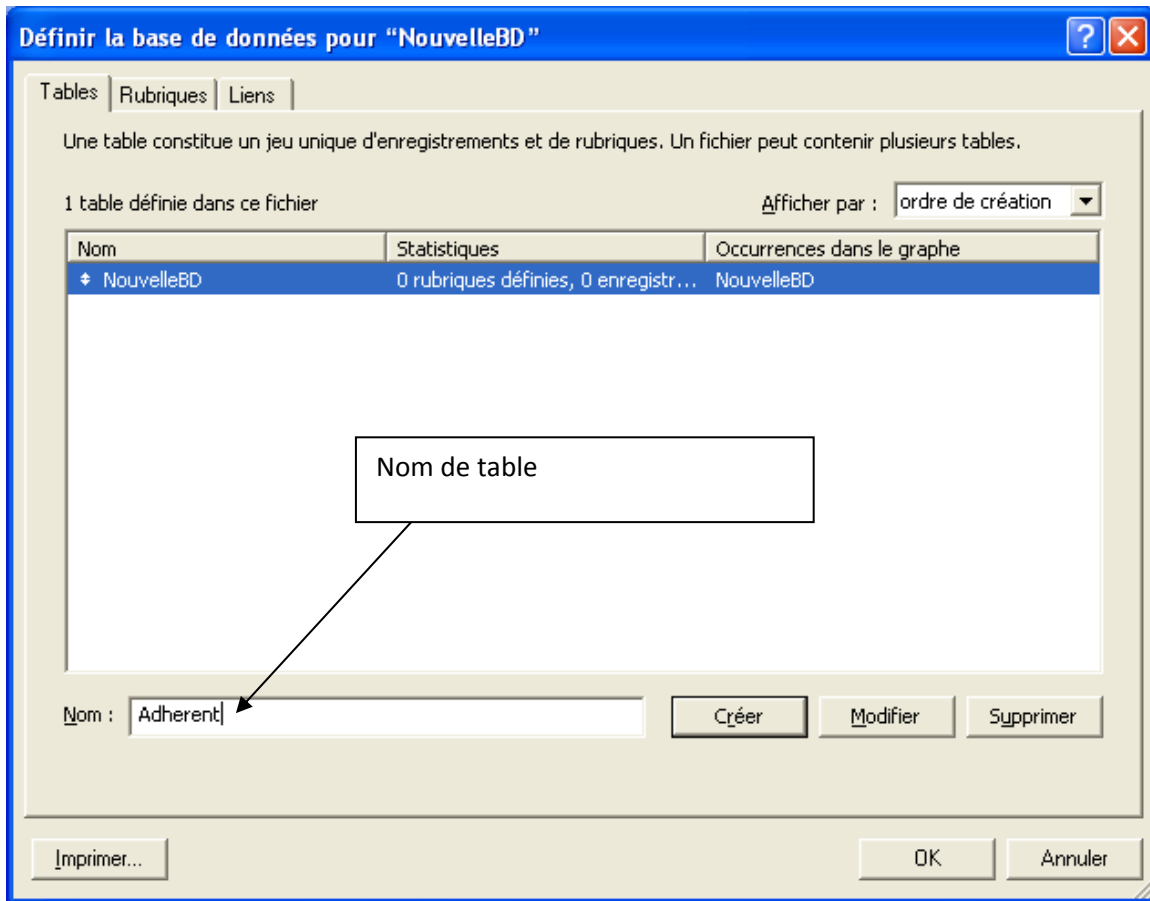 Définir la base de données pour “NouvelleBD”
Tables Rubriques Liens
Une table constitue un jeu unique d'enregistrements et de rubriques. Un fichier peut contenir plusieurs tables.
1 table définie dans ce fichier Afficher par : ordre de création
Nom Statistiques Occurrences dans le graphe
NouvelleBD 0 rubriques définies, 0 enregistr... NouvelleBD
Nom de table
Nom : Adherent Créer Modifier Supprimer
Imprimer... OK Annuler